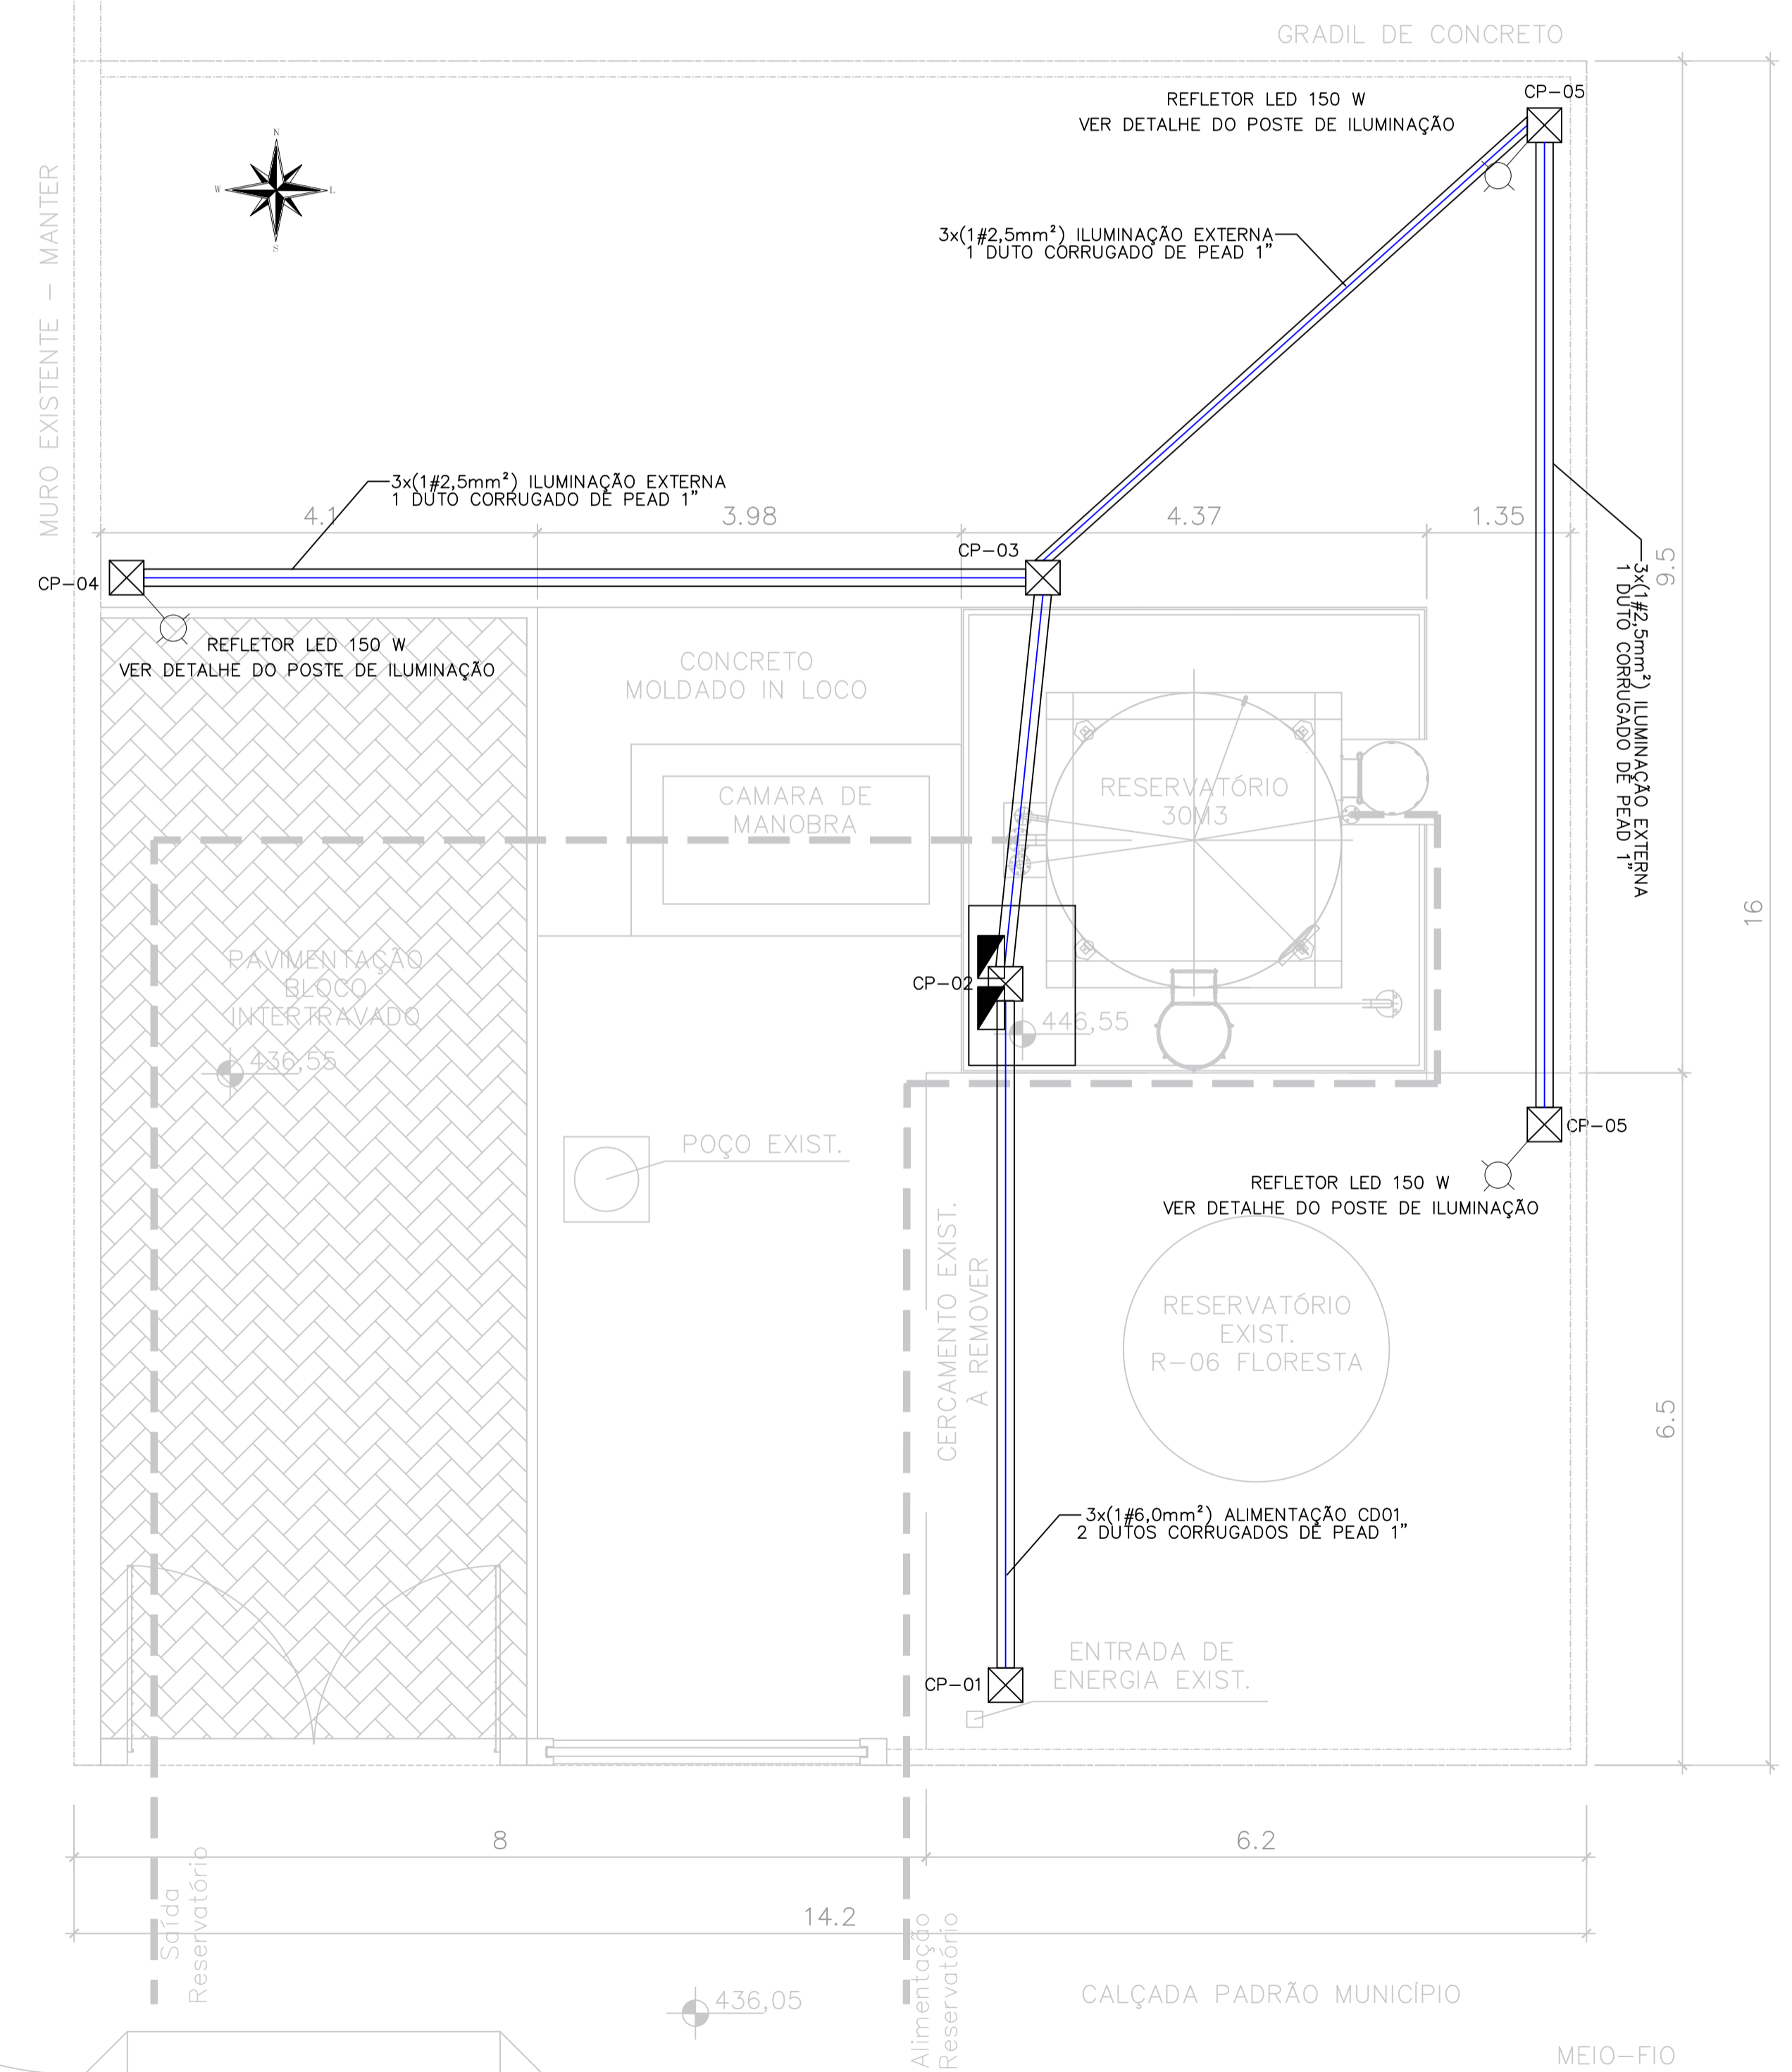 GRADIL DE CONCRETO
CP-05
REFLETOR LED 150 W
VER DETALHE DO POSTE DE ILUMINAÇÃO
N
W
L
S
MURO EXISTENTE - MANTER
3x(1#2,5mm²) ILUMINAÇÃO EXTERNA
1 DUTO CORRUGADO DE PEAD 1"
3x(1#2,5mm²) ILUMINAÇÃO EXTERNA
1 DUTO CORRUGADO DE PEAD 1"
4.1
3.98
4.37
1.35
CP-03
CP-04
9.5
3x(1#2,5mm²) ILUMINAÇÃO EXTERNA
1 DUTO CORRUGADO DE PEAD 1"
REFLETOR LED 150 W
VER DETALHE DO POSTE DE ILUMINAÇÃO
CONCRETO
MOLDADO IN LOCO
CAMARA DE
MANOBRA
RESERVATÓRIO
30M3
16
PAVIMENTAÇÃO
BLOCO
INTERTRAVADO
436,55
CP-02
446,55
POÇO EXIST.
CP-05
REFLETOR LED 150 W
VER DETALHE DO POSTE DE ILUMINAÇÃO
CERCAMENTO EXIST.
À REMOVER
RESERVATÓRIO
EXIST.
R-06 FLORESTA
6.5
3x(1#6,0mm²) ALIMENTAÇÃO CD01
2 DUTOS CORRUGADOS DE PEAD 1"
ENTRADA DE
ENERGIA EXIST.
CP-01
8
6.2
14.2
Saída
Reservatório
Alimentação
Reservatório
436,05
CALÇADA PADRÃO MUNICÍPIO
MEIO-FIO